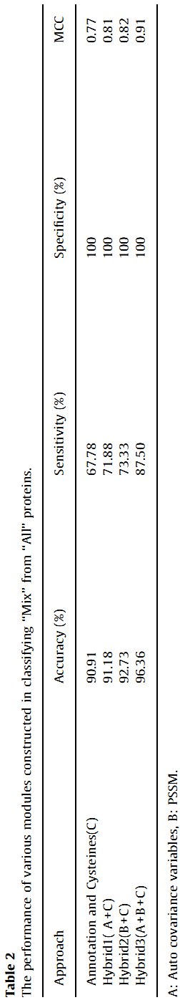 Table 2
The performance of various modules constructed in classifying “Mix” from “All” proteins.
Approach Accuracy (%) Sensitivity (%) Specificity (%) MCC
Annotation and Cysteines(C) 90.91 67.78 100 0.77
Hybrid1( A+C) 91.18 71.88 100 0.81
Hybrid2(B+C) 92.73 73.33 100 0.82
Hybrid3(A+B+C) 96.36 87.50 100 0.91
A: Auto covariance variables, B: PSSM.